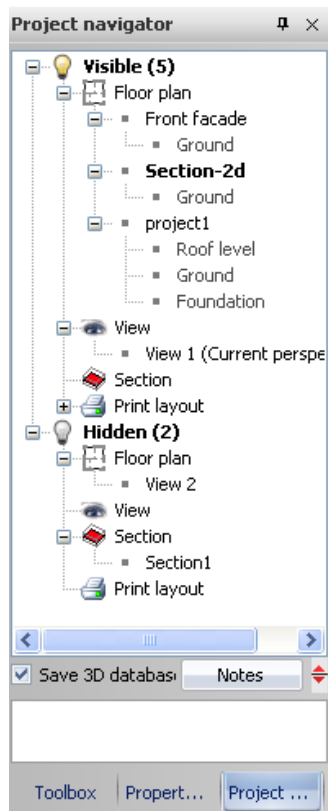 Project navigator
Visible (5)
Floor plan
Front facade
Ground
Section-2d
Ground
project1
Roof level
Ground
Foundation
View
View 1 (Current perspe
Section
Print layout
Hidden (2)
Floor plan
View 2
View
Section
Section1
Print layout
Save 3D databas Notes
Toolbox Propert... Project ...